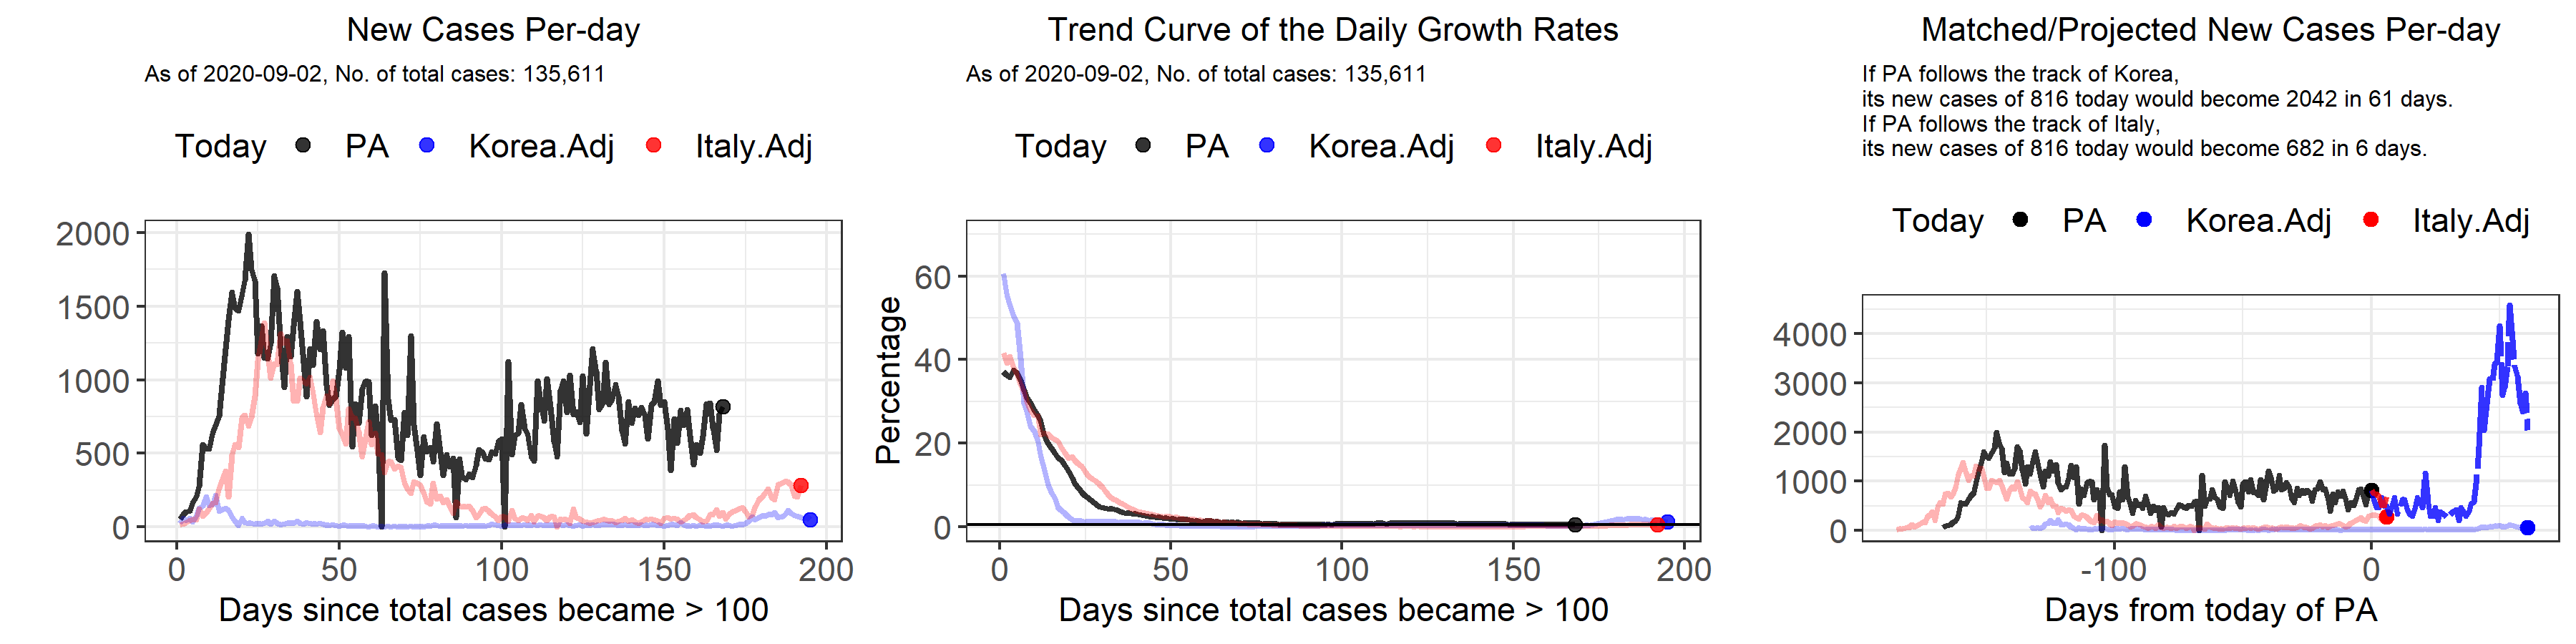 New Cases Per-day
As of 2020-09-02, No. of total cases: 135,611
Today PA Korea.Adj Italy.Adj
2000
1500
1000
500
0
0 50 100 150 200
Days since total cases became > 100
Trend Curve of the Daily Growth Rates
As of 2020-09-02, No. of total cases: 135,611
Today PA Korea.Adj Italy.Adj
Percentage
60
40
20
0
0 50 100 150 200
Days since total cases became > 100
Matched/Projected New Cases Per-day
If PA follows the track of Korea,
its new cases of 816 today would become 2042 in 61 days.
If PA follows the track of Italy,
its new cases of 816 today would become 682 in 6 days.
Today PA Korea.Adj Italy.Adj
4000
3000
2000
1000
0
-100 0
Days from today of PA